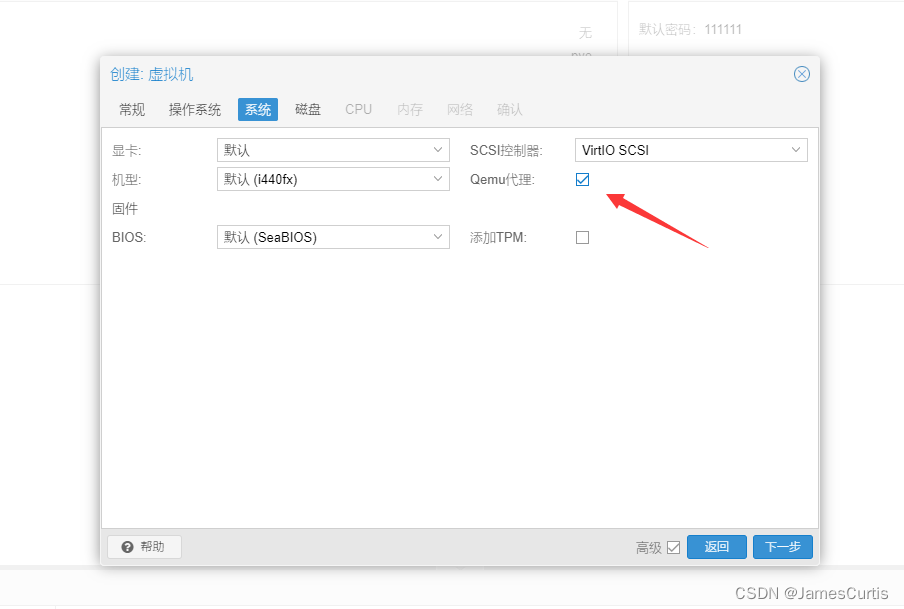 无
默认密码：111111
创建: 虚拟机
常规 操作系统 系统 磁盘 CPU 内存 网络 确认
显卡: 默认 SCSI控制器: VirtIO SCSI
机型: 默认 (i440fx) Qemu代理:
固件
BIOS: 默认 (SeaBIOS) 添加TPM:
帮助 高级 返回 下一步
CSDN @JamesCurtis